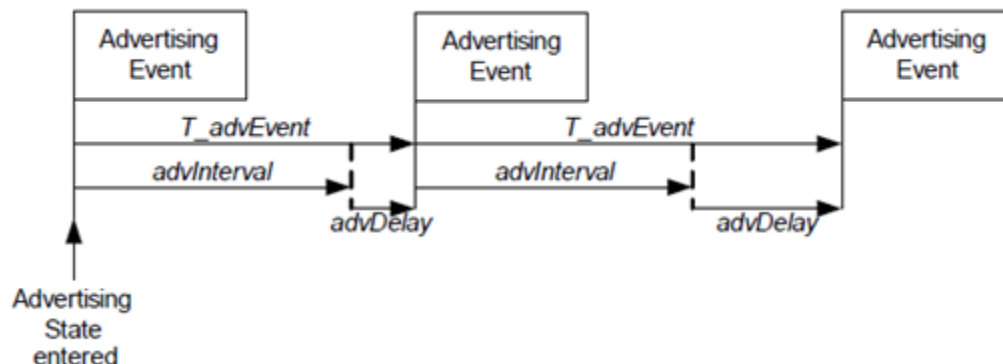 Advertising
Event
Advertising
Event
Advertising
Event
T_advEvent
T_advEvent
advInterval
advInterval
advDelay
advDelay
Advertising
State
entered